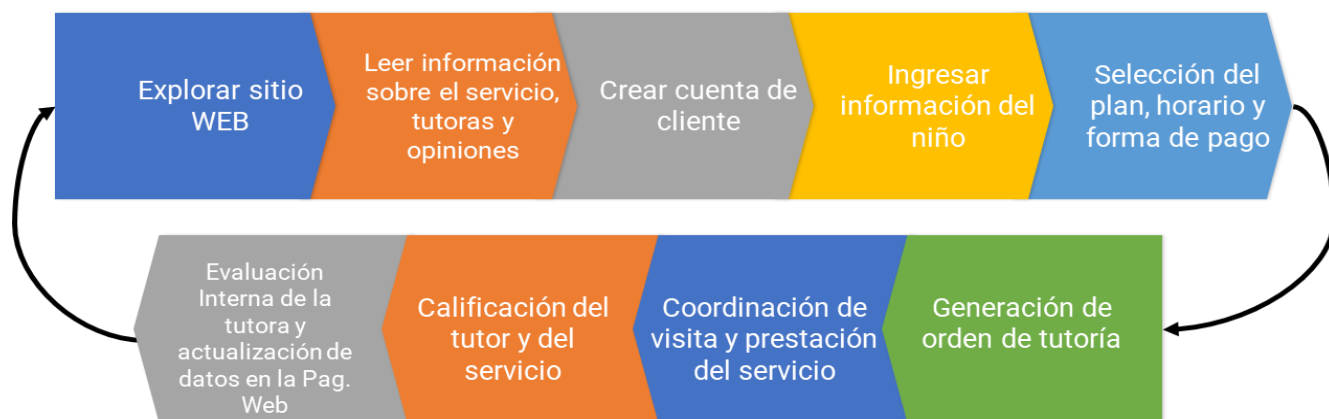 Explorar sitio
WEB
Leer información
sobre el servicio,
tutoras y
opiniones
Crear cuenta de
cliente
Ingresar
información del
niño
Selección del
plan, horario y
forma de pago
Generación de
orden de tutoría
Coordinación de
visita y prestación
del servicio
Calificación del
tutor y del
servicio
Evaluación
Interna de la
tutora y
actualización de
datos en la Pag.
Web